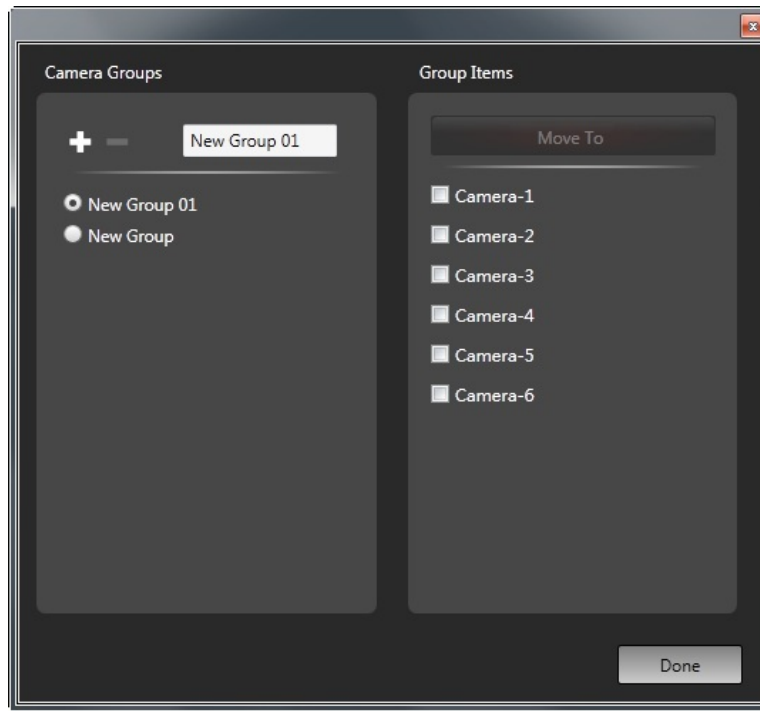 Camera Groups
New Group 01
New Group 01
New Group
Group Items
Move To
Camera-1
Camera-2
Camera-3
Camera-4
Camera-5
Camera-6
Done